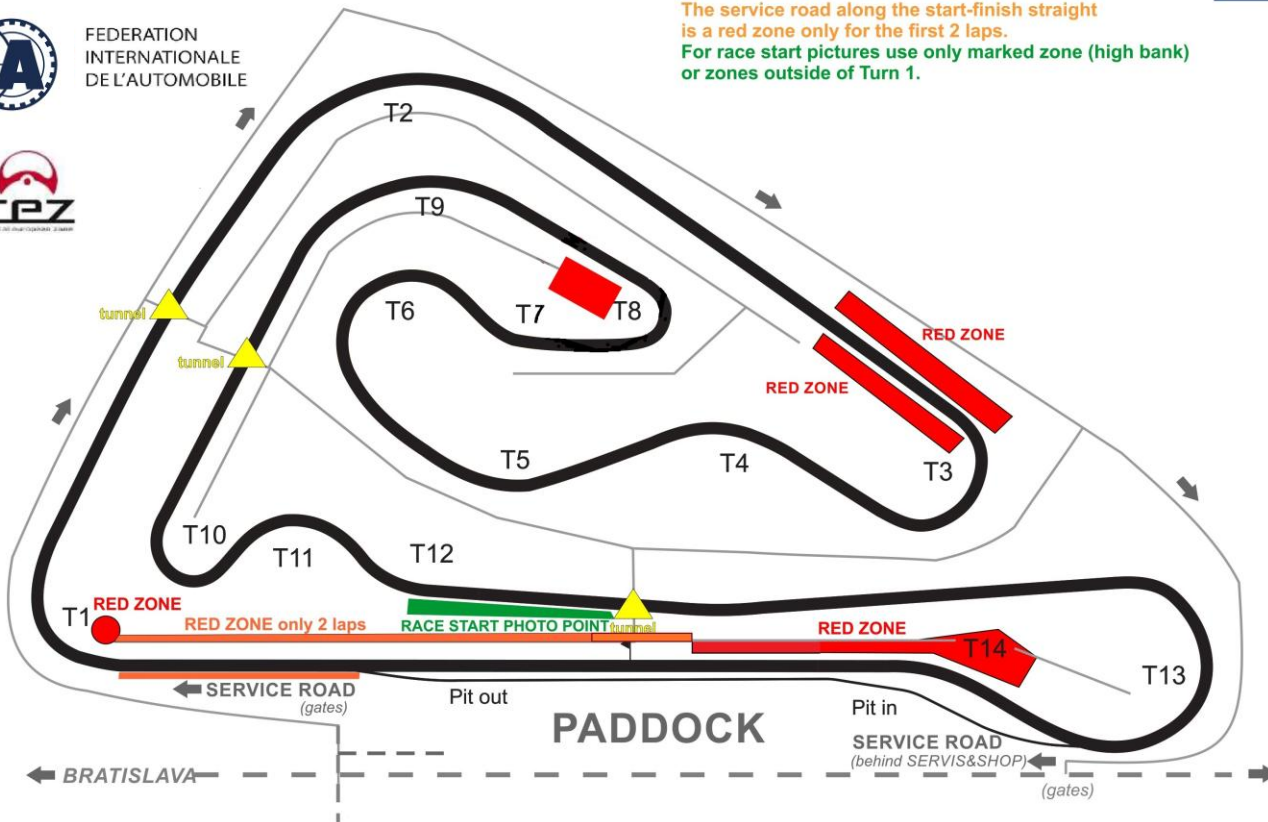 The service road along the start-finish straight
is a red zone only for the first 2 laps.
For race start pictures use only marked zone (high bank)
or zones outside of Turn 1.
A
FEDERATION
INTERNATIONALE
DE L'AUTOMOBILE
T2
T9
tunnel
T6
T7
T8
RED ZONE
tunnel
RED ZONE
T5
T4
T3
T10
T11
T12
T1
RED ZONE
RED ZONE only 2 laps
RACE START PHOTO POINT
tunnel
RED ZONE
T14
T13
SERVICE ROAD
(gates)
Pit out
PADDOCK
Pit in
SERVICE ROAD
(behind SERVIS&SHOP)
BRATISLAVA
(gates)